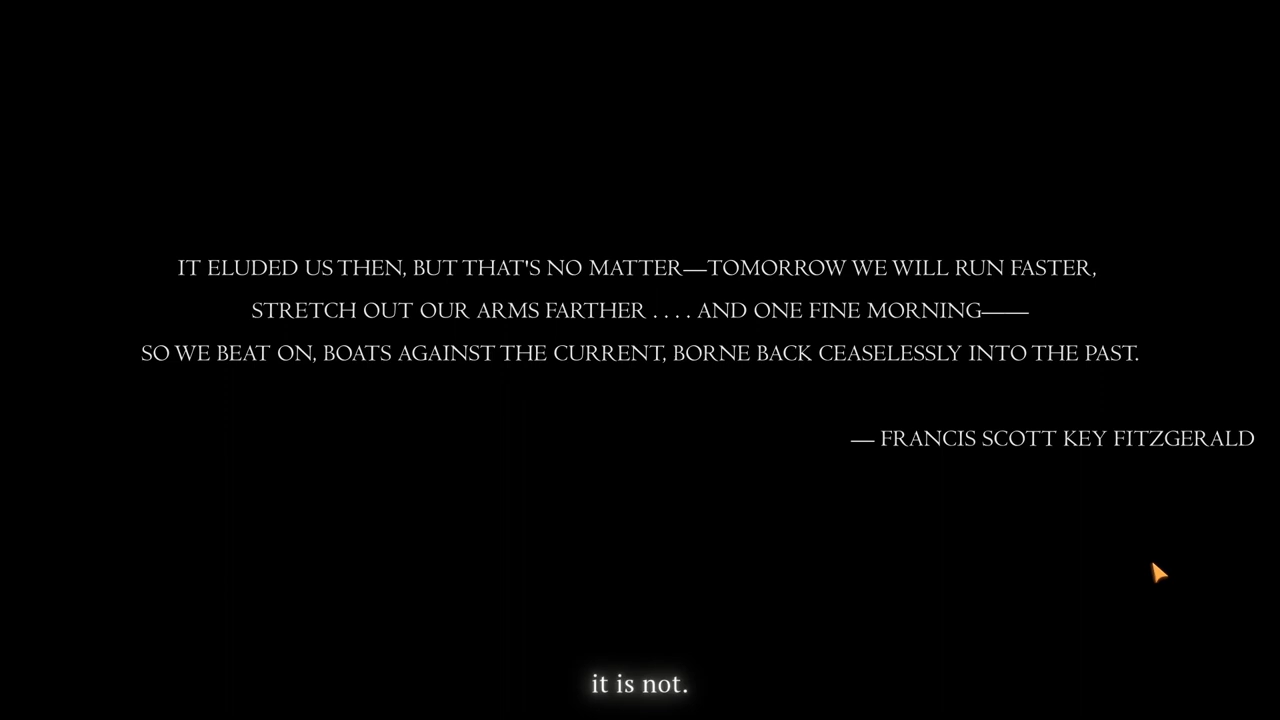 IT ELUDED US THEN, BUT THAT'S NO MATTER—TOMORROW WE WILL RUN FASTER,
STRETCH OUT OUR ARMS FARTHER . . . . AND ONE FINE MORNING——
SO WE BEAT ON, BOATS AGAINST THE CURRENT, BORNE BACK CEASELESSLY INTO THE PAST.
— FRANCIS SCOTT KEY FITZGERALD
it is not.